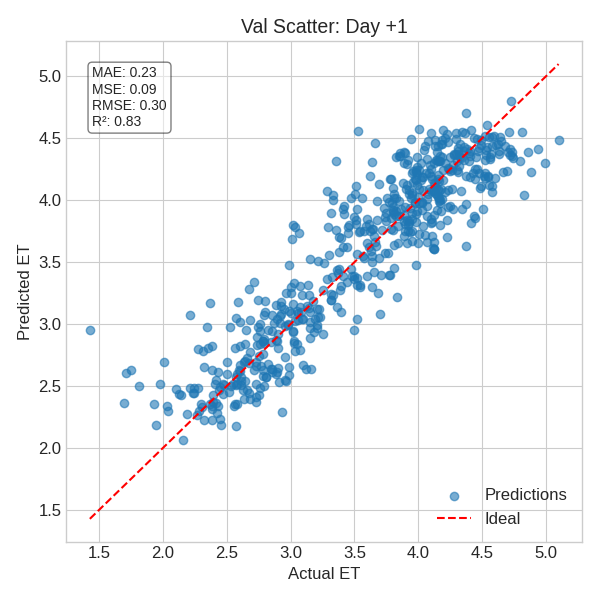 Val Scatter: Day +1
MAE: 0.23
MSE: 0.09
RMSE: 0.30
R²: 0.83
Predicted ET
5.0
4.5
4.0
3.5
3.0
2.5
2.0
1.5
Predictions
Ideal
1.5 2.0 2.5 3.0 3.5 4.0 4.5 5.0
Actual ET